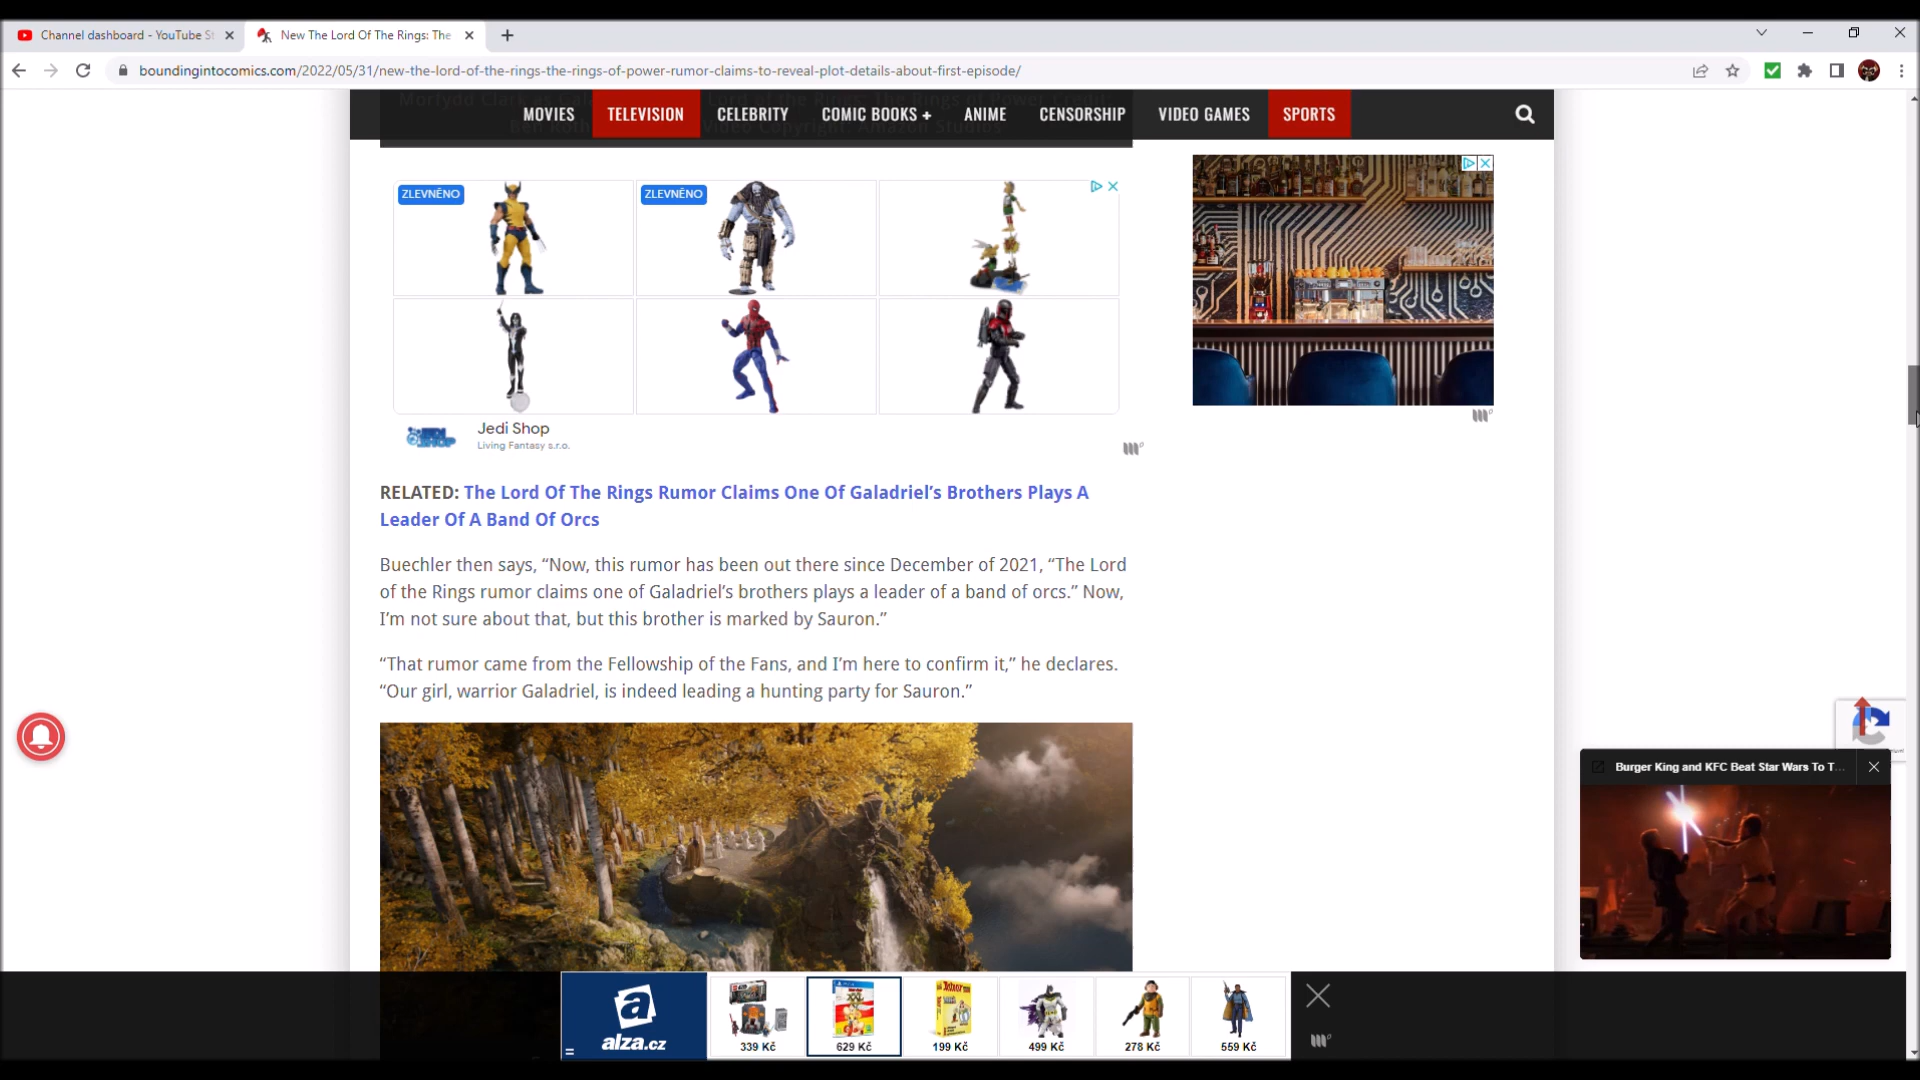 Channel dashboard - YouTube St
New The Lord Of The Rings: The
boundingintocomics.com/2022/05/31/new-the-lord-of-the-rings-the-rings-of-power-rumor-claims-to-reveal-plot-details-about-first-episode/
MOVIES TELEVISION CELEBRITY COMIC BOOKS + ANIME CENSORSHIP VIDEO GAMES SPORTS
ZLEVNĚNO
ZLEVNĚNO
JEDI SHOP
Jedi Shop
Living Fantasy s.r.o.
RELATED: The Lord Of The Rings Rumor Claims One Of Galadriel’s Brothers Plays A
Leader Of A Band Of Orcs
Buechler then says, “Now, this rumor has been out there since December of 2021, “The Lord
of the Rings rumor claims one of Galadriel’s brothers plays a leader of a band of orcs.” Now,
I’m not sure about that, but this brother is marked by Sauron.”
“That rumor came from the Fellowship of the Fans, and I’m here to confirm it,” he declares.
“Our girl, warrior Galadriel, is indeed leading a hunting party for Sauron.”
Burger King and KFC Beat Star Wars To T...
a
alza.cz
339 Kč
629 Kč
199 Kč
499 Kč
278 Kč
559 Kč